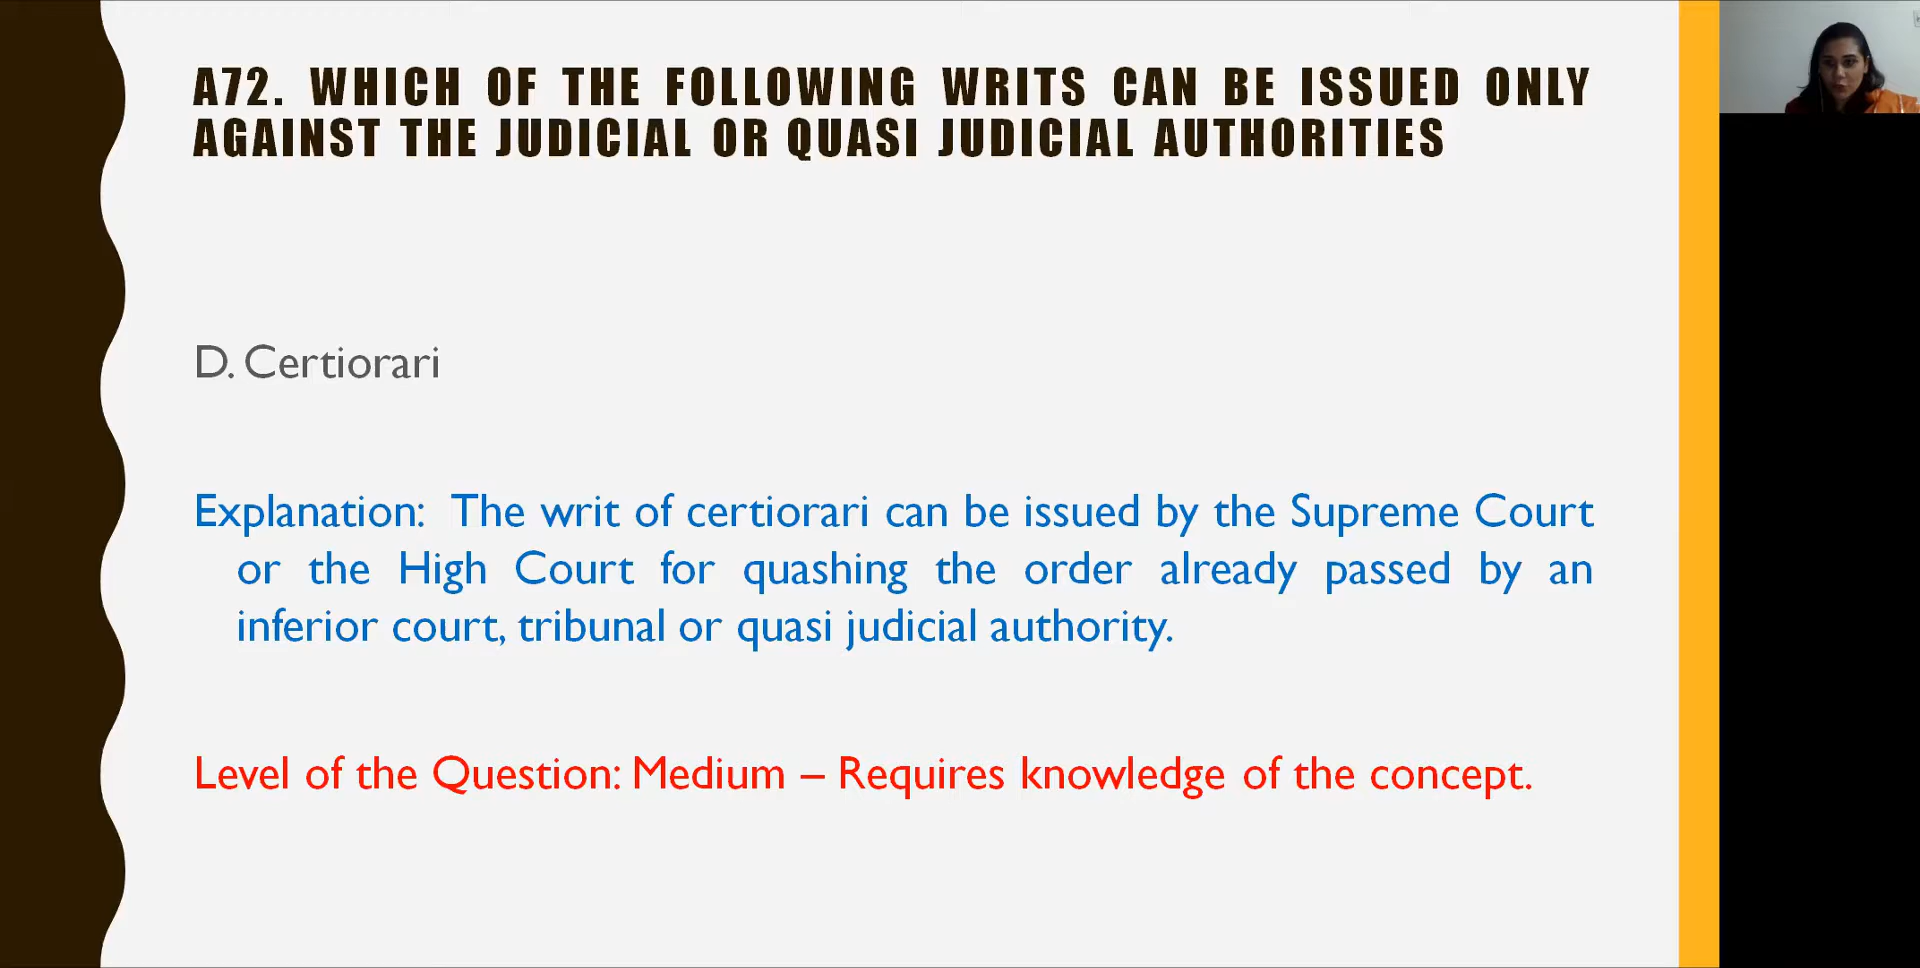 A72. WHICH OF THE FOLLOWING WRITS CAN BE ISSUED ONLY
AGAINST THE JUDICIAL OR QUASI JUDICIAL AUTHORITIES
D. Certiorari
Explanation: The writ of certiorari can be issued by the Supreme Court
or the High Court for quashing the order already passed by an
inferior court, tribunal or quasi judicial authority.
Level of the Question: Medium – Requires knowledge of the concept.